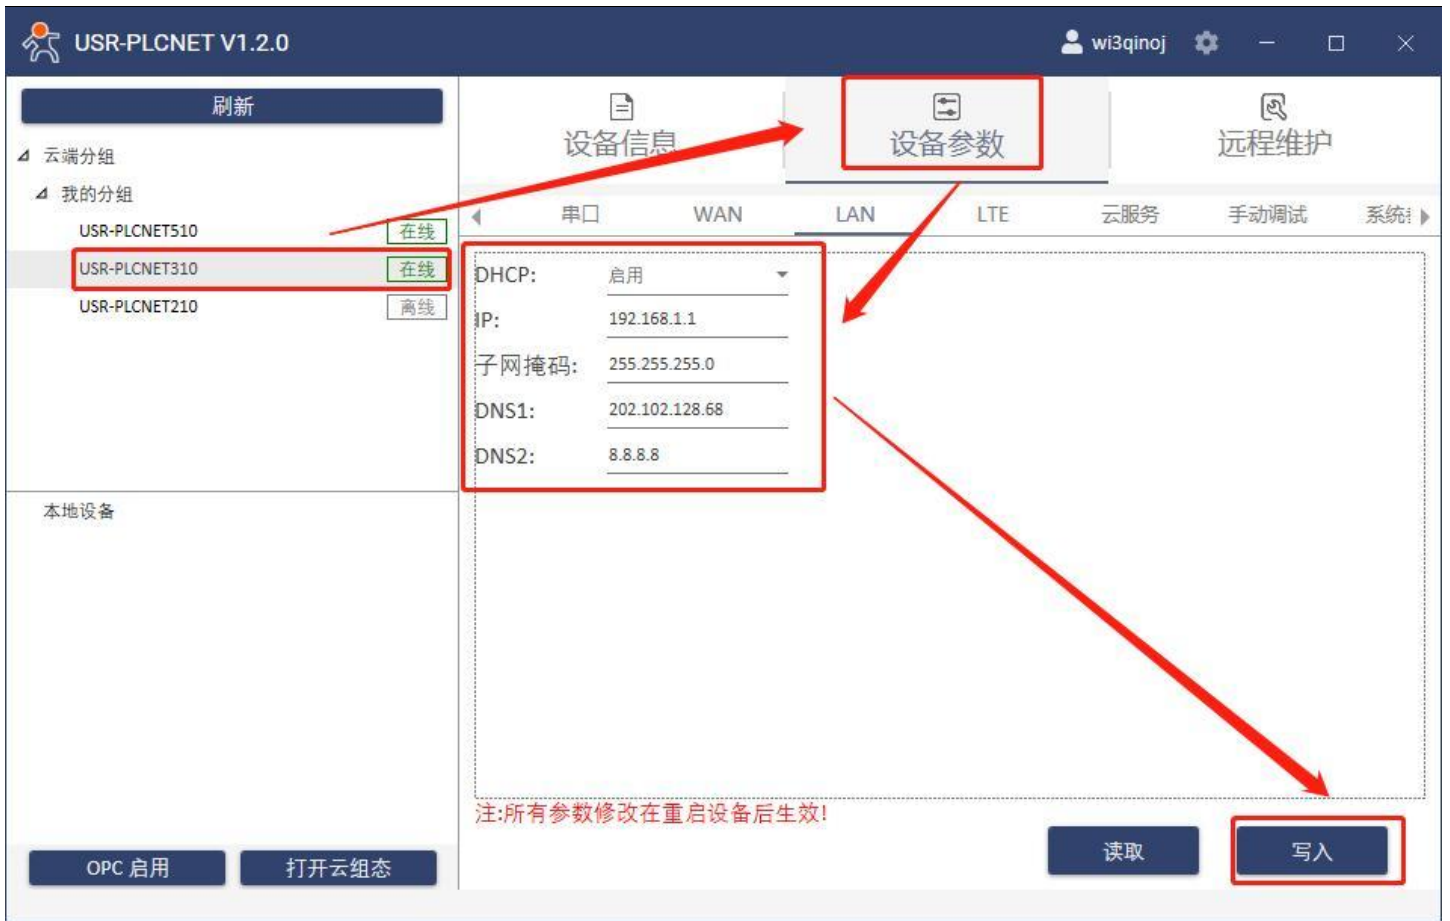 USR-PLCNET V1.2.0
wi3qinoj
刷新
云端分组
我的分组
USR-PLCNET510 在线
USR-PLCNET310 在线
USR-PLCNET210 离线
本地设备
OPC 启用
打开云组态
设备信息
设备参数
远程维护
串口 WAN LAN LTE 云服务 手动调试 系统
DHCP: 启用
IP: 192.168.1.1
子网掩码: 255.255.255.0
DNS1: 202.102.128.68
DNS2: 8.8.8.8
注:所有参数修改在重启设备后生效!
读取
写入